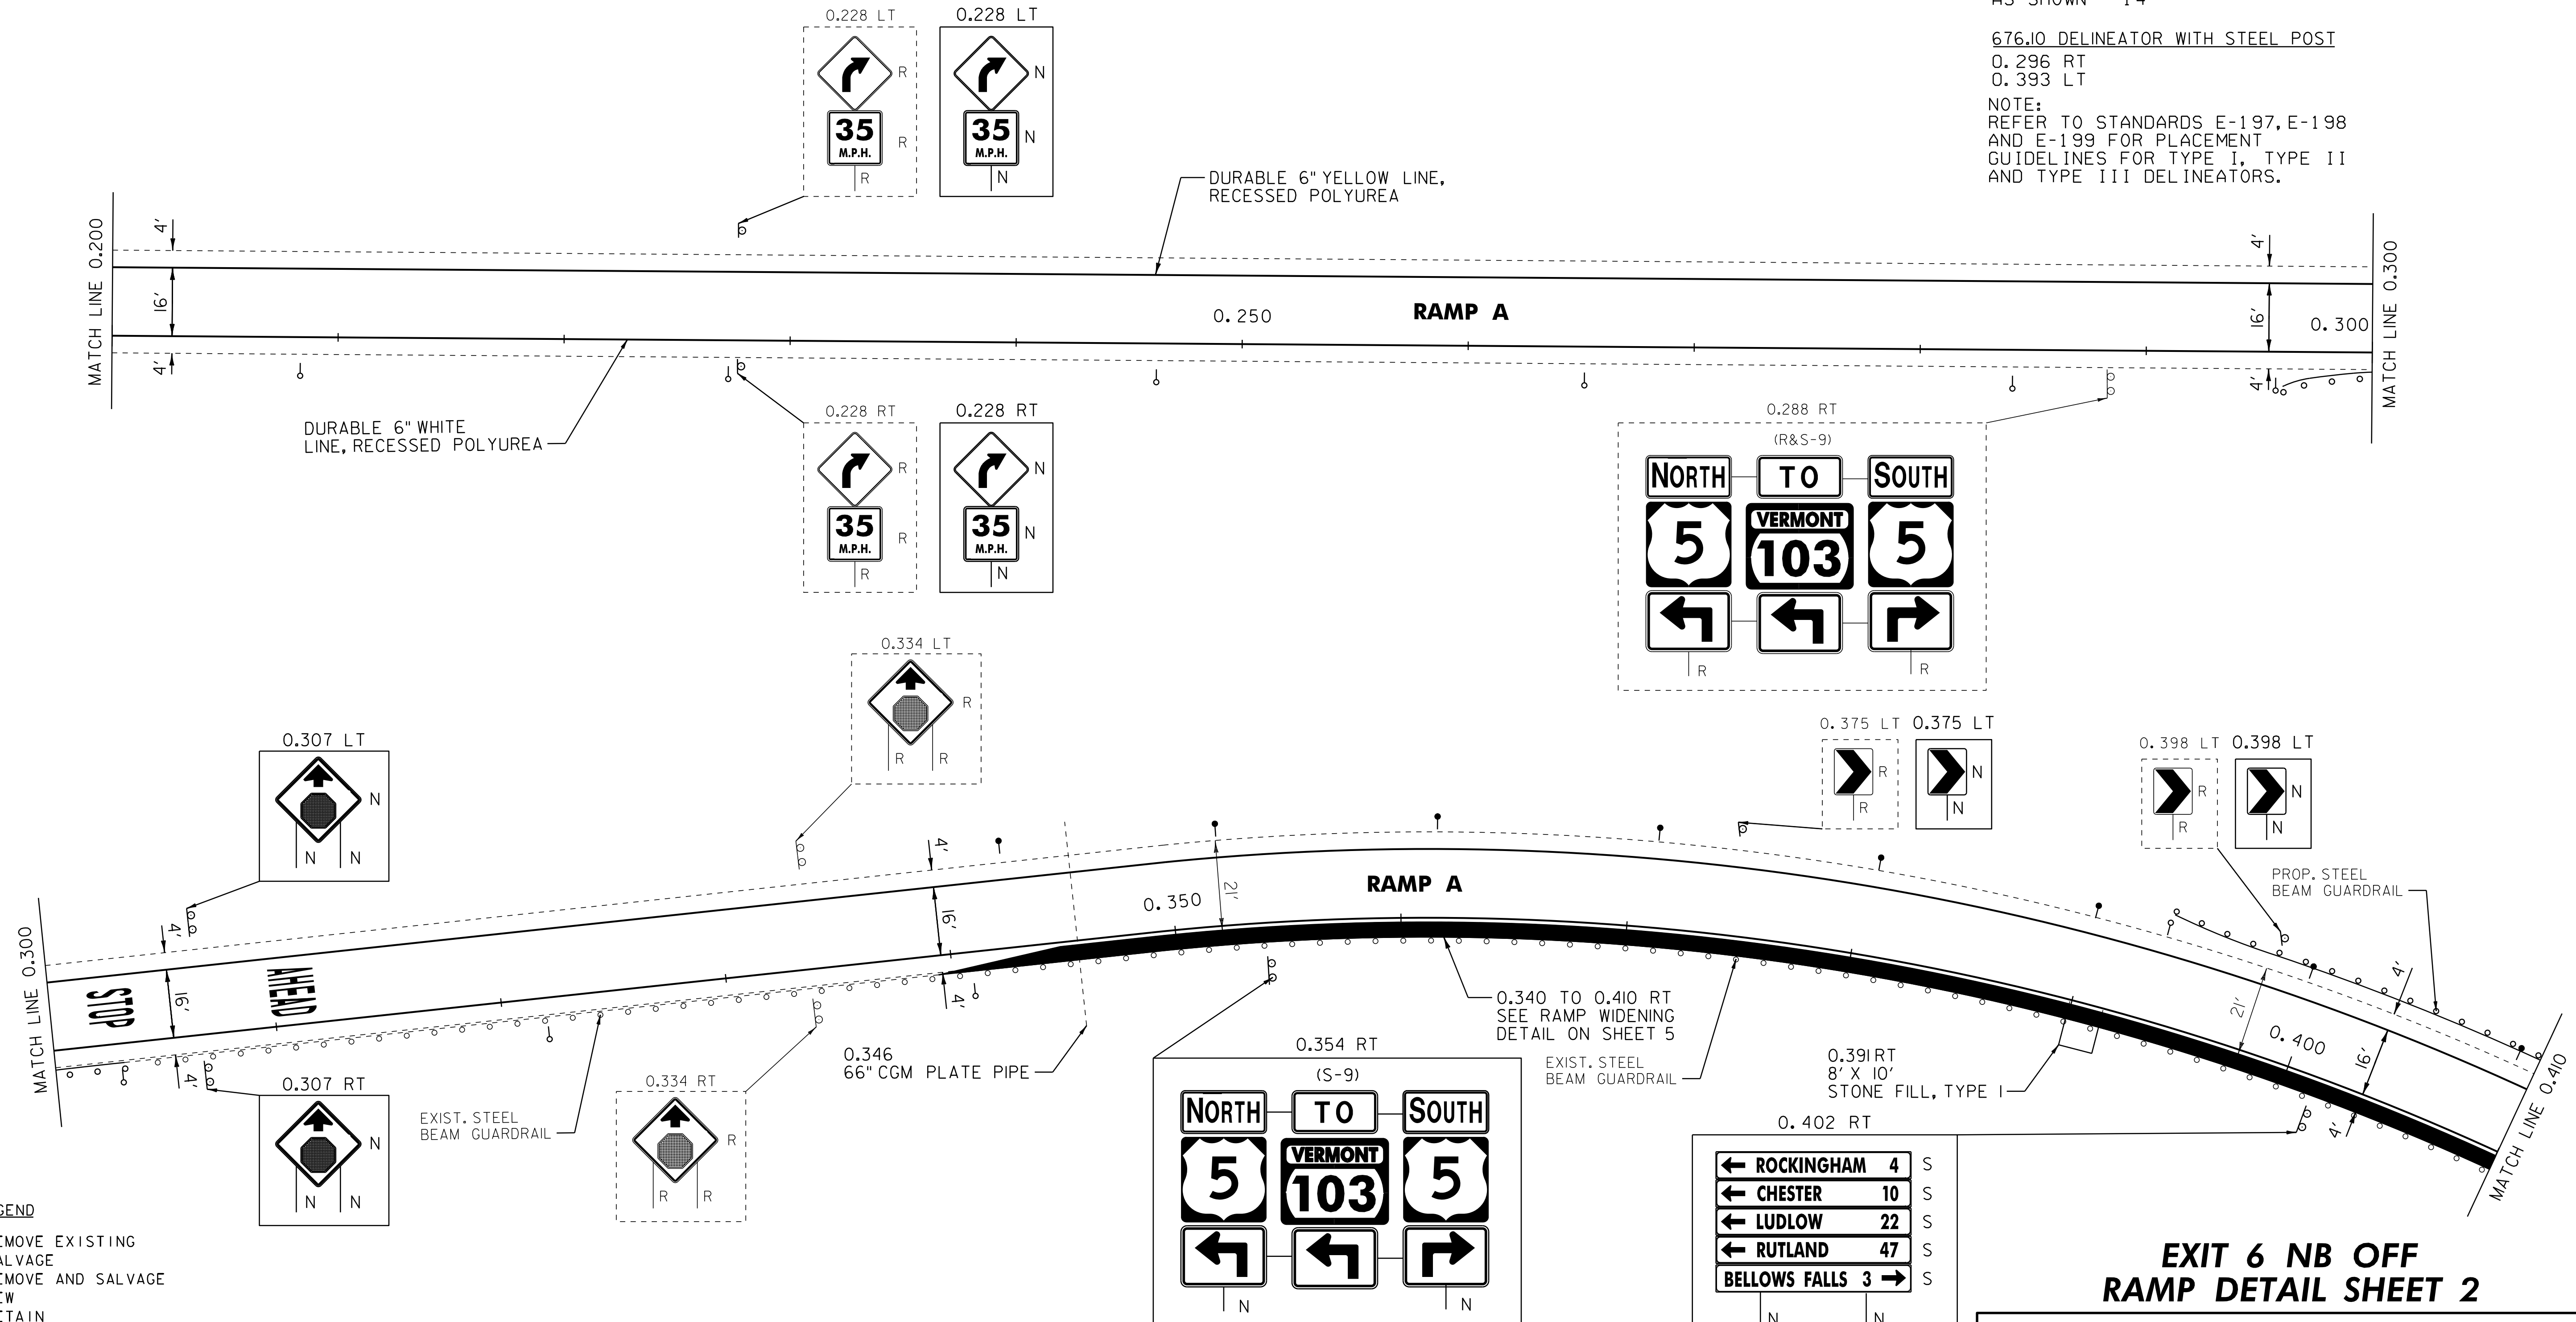 AS SHOWN - 14
676.10 DELINEATOR WITH STEEL POST
0.296 RT
0.393 LT
NOTE:
REFER TO STANDARDS E-197, E-198
AND E-199 FOR PLACEMENT
GUIDELINES FOR TYPE I, TYPE II
AND TYPE III DELINEATORS.
0.228 LT
R
35
M.P.H.
R
R
0.228 LT
N
35
M.P.H.
N
N
DURABLE 6" YELLOW LINE,
RECESSED POLYUREA
MATCH LINE 0.200
4'
16'
4'
0.250
RAMP A
4'
16'
4'
0.300
MATCH LINE 0.300
DURABLE 6" WHITE
LINE, RECESSED POLYUREA
0.228 RT
R
35
M.P.H.
R
R
0.228 RT
N
35
M.P.H.
N
N
0.288 RT
(R&S-9)
NORTH TO SOUTH
5 VERMONT 103 5
R R
0.334 LT
R
R R
0.307 LT
N
N N
0.375 LT
R
R
0.375 LT
N
N
0.398 LT
R
R
0.398 LT
N
N
PROP. STEEL
BEAM GUARDRAIL
MATCH LINE 0.300
4'
16'
4'
STOP
AHEAD
4'
16'
4'
0.350
21'
RAMP A
21'
0.400
4'
16'
4'
MATCH LINE 0.410
0.307 RT
N
N N
EXIST. STEEL
BEAM GUARDRAIL
0.334 RT
R
R R
0.346
66" CGM PLATE PIPE
0.340 TO 0.410 RT
SEE RAMP WIDENING
DETAIL ON SHEET 5
EXIST. STEEL
BEAM GUARDRAIL
0.391 RT
8' X 10'
STONE FILL, TYPE I
0.354 RT
(S-9)
NORTH TO SOUTH
5 VERMONT 103 5
N N
0.402 RT
ROCKINGHAM 4 S
CHESTER 10 S
LUDLOW 22 S
RUTLAND 47 S
BELLOWS FALLS 3 S
N N
GEND
EMOVE EXISTING
ALVAGE
EMOVE AND SALVAGE
EW
ETAIN
EXIT 6 NB OFF
RAMP DETAIL SHEET 2